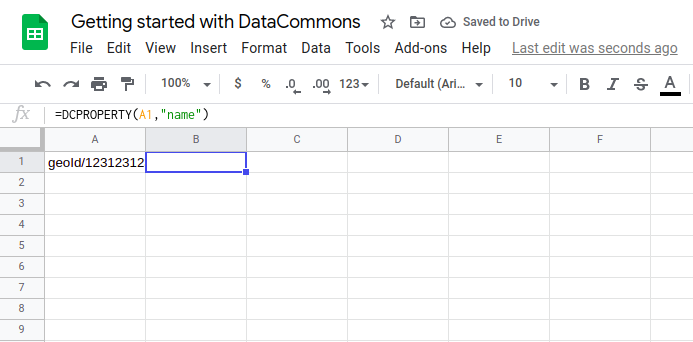 Getting started with DataCommons Saved to Drive
File Edit View Insert Format Data Tools Add-ons Help Last edit was seconds ago
100% $ % .0 .00 123 Default (Ari... 10 B I S A
fx =DCPROPERTY(A1,"name")
A B C D E F
1 geoId/12312312
2
3
4
5
6
7
8
9